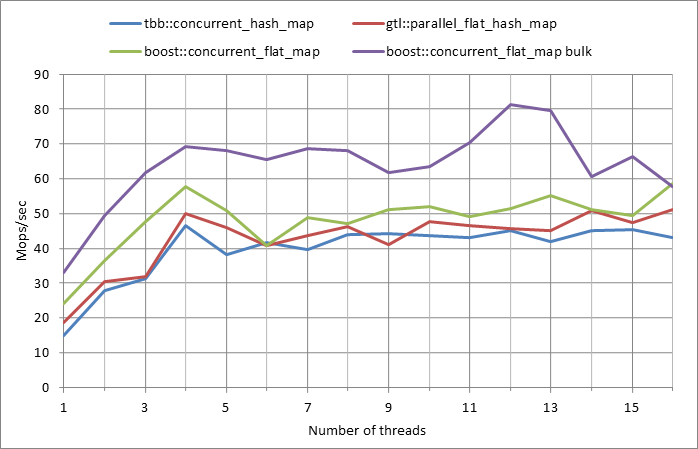 tbb::concurrent_hash_map gtl::parallel_flat_hash_map
boost::concurrent_flat_map boost::concurrent_flat_map bulk
90
80
70
60
50
40
30
20
10
0
Mops/sec
1 3 5 7 9 11 13 15
Number of threads